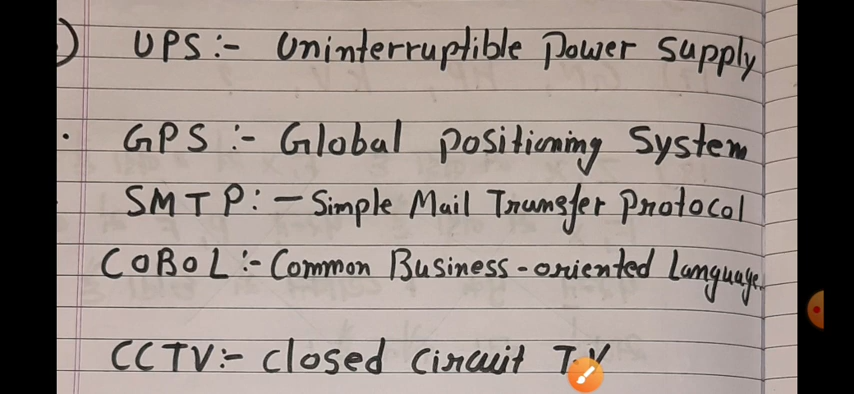 ) UPS:- Uninterruptible Power Supply
. GPS :- Global positioning System
SMTP: - Simple Mail Transfer Protocol
COBOL :- Common Business-oriented Language.
CCTV:- closed circuit T.V